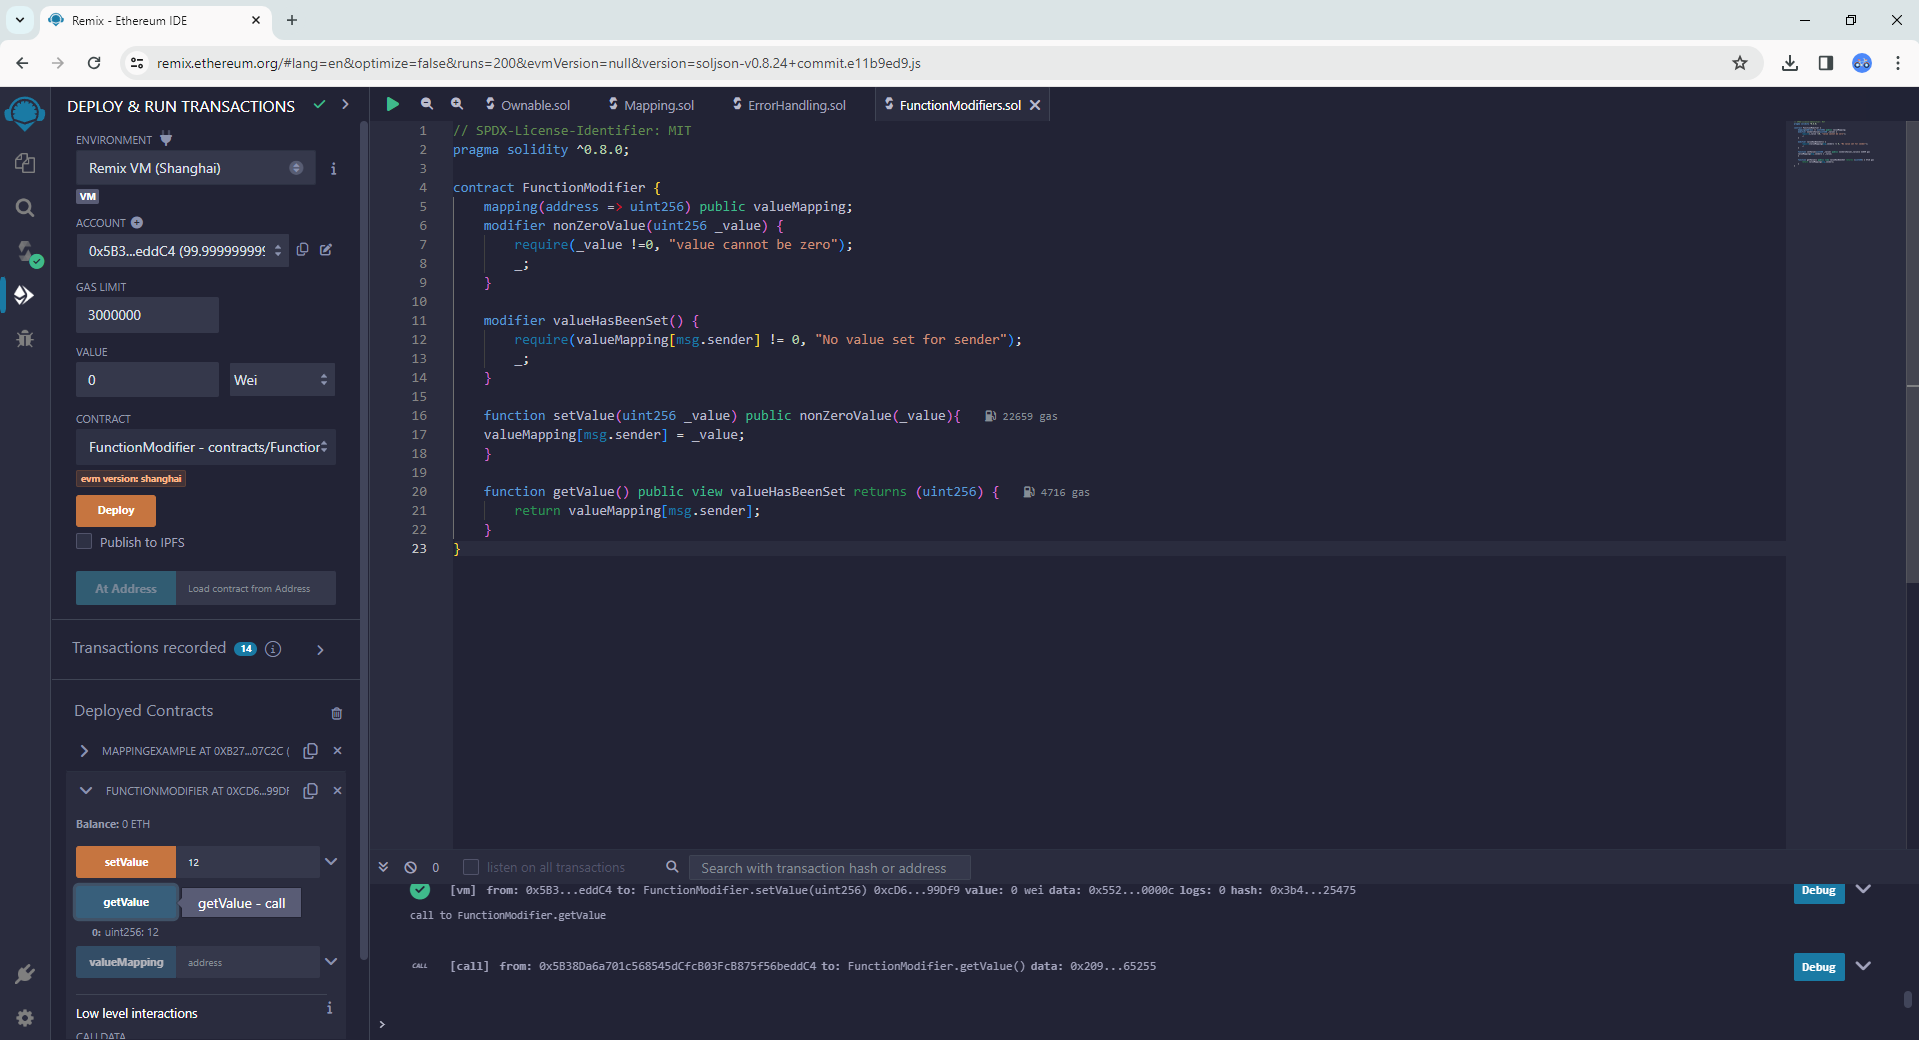 Remix - Ethereum IDE
remix.ethereum.org/#lang=en&optimize=false&runs=200&evmVersion=null&version=soljson-v0.8.24+commit.e11b9ed9.js
DEPLOY & RUN TRANSACTIONS
ENVIRONMENT
Remix VM (Shanghai)
VM
ACCOUNT
0x5B3...eddC4 (99.999999999
GAS LIMIT
3000000
VALUE
0
Wei
CONTRACT
FunctionModifier - contracts/Function
evm version: shanghai
Deploy
Publish to IPFS
At Address
Load contract from Address
Transactions recorded 14
Deployed Contracts
MAPPINGEXAMPLE AT 0XB27...07C2C (
FUNCTIONMODIFIER AT 0XCD6...99DF
Balance: 0 ETH
setValue
12
getValue
getValue - call
0: uint256: 12
valueMapping
address
Low level interactions
CALLDATA
Ownable.sol
Mapping.sol
ErrorHandling.sol
FunctionModifiers.sol
1 // SPDX-License-Identifier: MIT
2 pragma solidity ^0.8.0;
3
4 contract FunctionModifier {
5 mapping(address => uint256) public valueMapping;
6 modifier nonZeroValue(uint256 _value) {
7 require(_value !=0, "value cannot be zero");
8 _;
9 }
10
11 modifier valueHasBeenSet() {
12 require(valueMapping[msg.sender] != 0, "No value set for sender");
13 _;
14 }
15
16 function setValue(uint256 _value) public nonZeroValue(_value){ 22659 gas
17 valueMapping[msg.sender] = _value;
18 }
19
20 function getValue() public view valueHasBeenSet returns (uint256) { 4716 gas
21 return valueMapping[msg.sender];
22 }
23 }
0
listen on all transactions
Search with transaction hash or address
[vm] from: 0x5B3...eddC4 to: FunctionModifier.setValue(uint256) 0xcD6...99Df9 value: 0 wei data: 0x552...0000c logs: 0 hash: 0x3b4...25475
Debug
call to FunctionModifier.getValue
CALL [call] from: 0x5B38Da6a701c568545dCfcB03FcB875f56beddC4 to: FunctionModifier.getValue() data: 0x209...65255
Debug
>